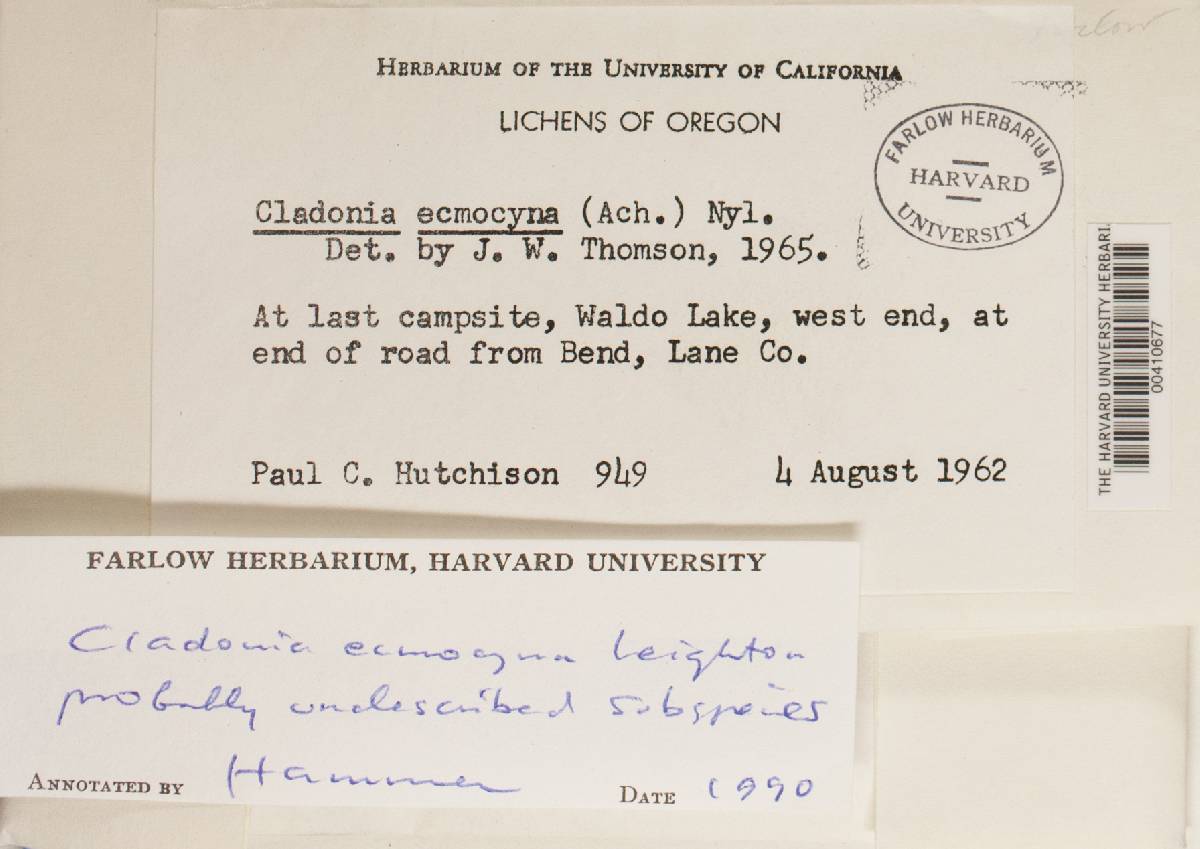 HERBARIUM OF THE UNIVERSITY OF CALIFORNIA
LICHENS OF OREGON
FARLOW HERBARIUM
HARVARD
UNIVERSITY
Cladonia ecmocyna (Ach.) Nyl.
Det. by J. W. Thomson, 1965.
At last campsite, Waldo Lake, west end, at
end of road from Bend, Lane Co.
Paul C. Hutchison 949 4 August 1962
THE HARVARD UNIVERSITY HERBARI
00410677
FARLOW HERBARIUM, HARVARD UNIVERSITY
Cladonia ecmocyna Leighton
probably undescribed subspecies
ANNOTATED BY Hammer DATE 1990